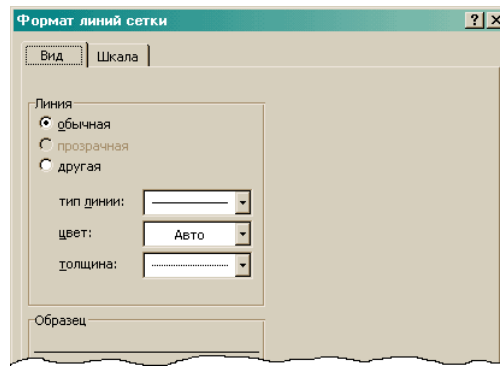 Формат линий сетки
Вид Шкала
Линия
обычная
прозрачная
другая
тип линии:
цвет: Авто
толщина:
Образец